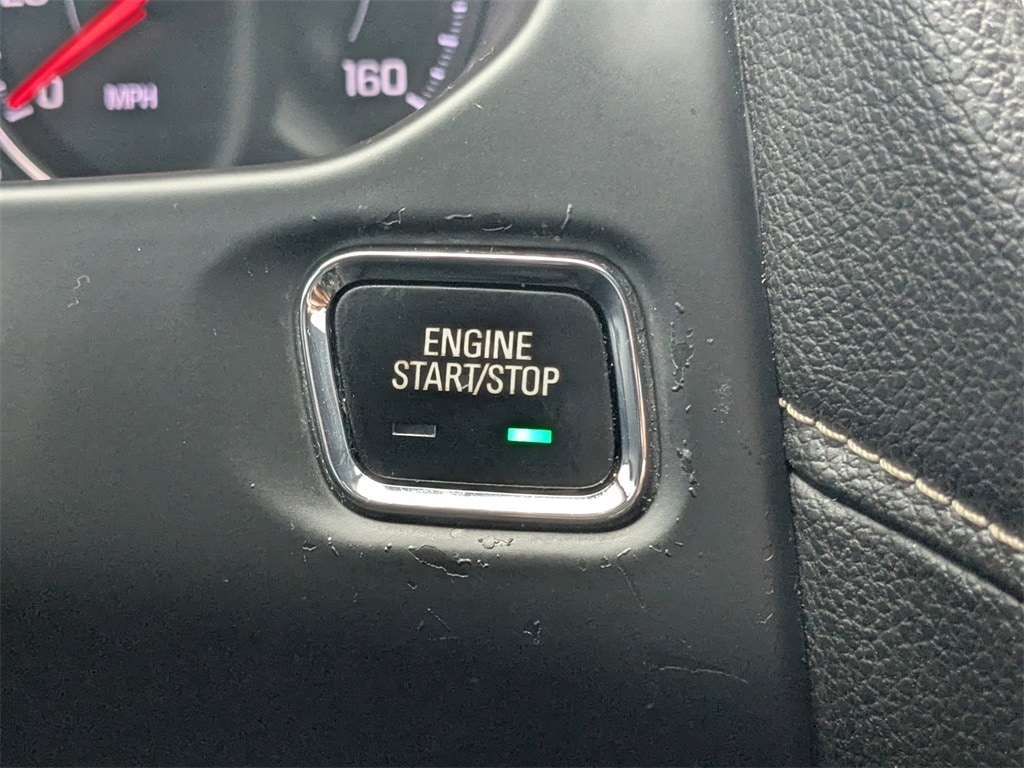 160
MPH
ENGINE
START/STOP